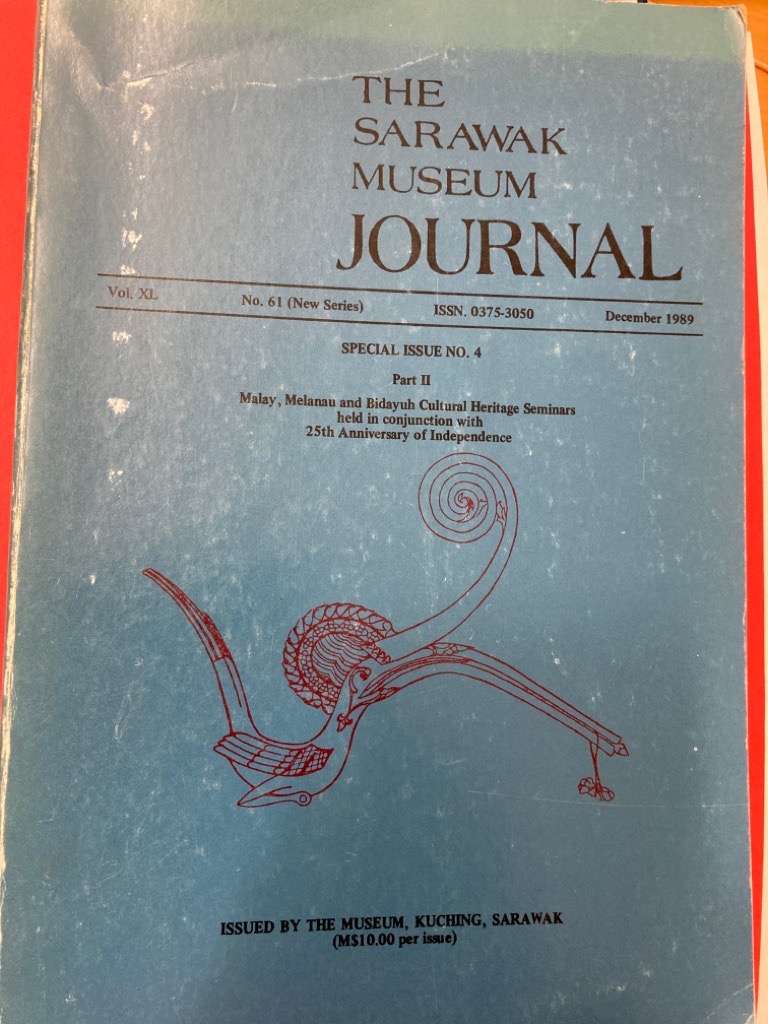 THE
SARAWAK
MUSEUM
JOURNAL
Vol. XL No. 61 (New Series) ISSN. 0375-3050 December 1989
SPECIAL ISSUE NO. 4
Part II
Malay, Melanau and Bidayuh Cultural Heritage Seminars
held in conjunction with
25th Anniversary of Independence
ISSUED BY THE MUSEUM, KUCHING, SARAWAK
(M$10.00 per issue)